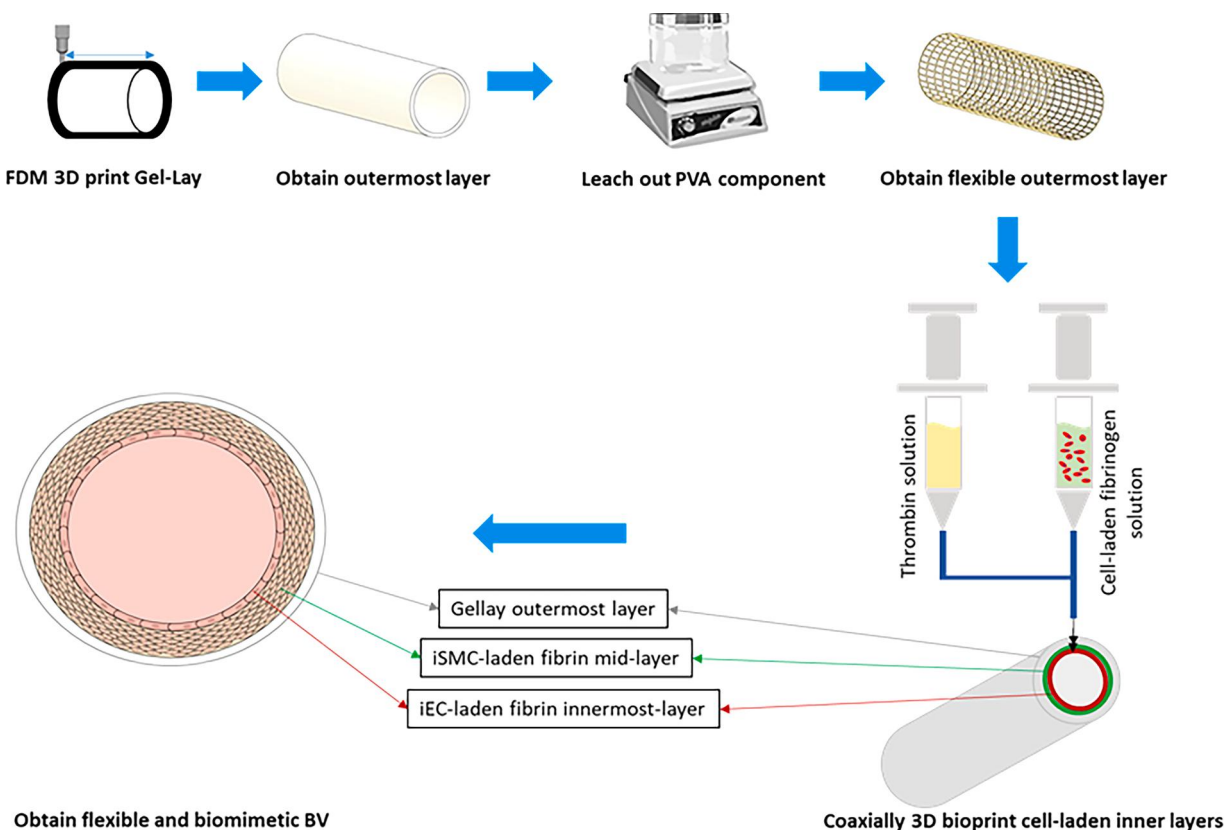 FDM 3D print Gel-Lay
Obtain outermost layer
Leach out PVA component
Obtain flexible outermost layer
Thrombin solution
Cell-laden fibrinogen
solution
Gellay outermost layer
iSMC-laden fibrin mid-layer
iEC-laden fibrin innermost-layer
Obtain flexible and biomimetic BV
Coaxially 3D bioprint cell-laden inner layers